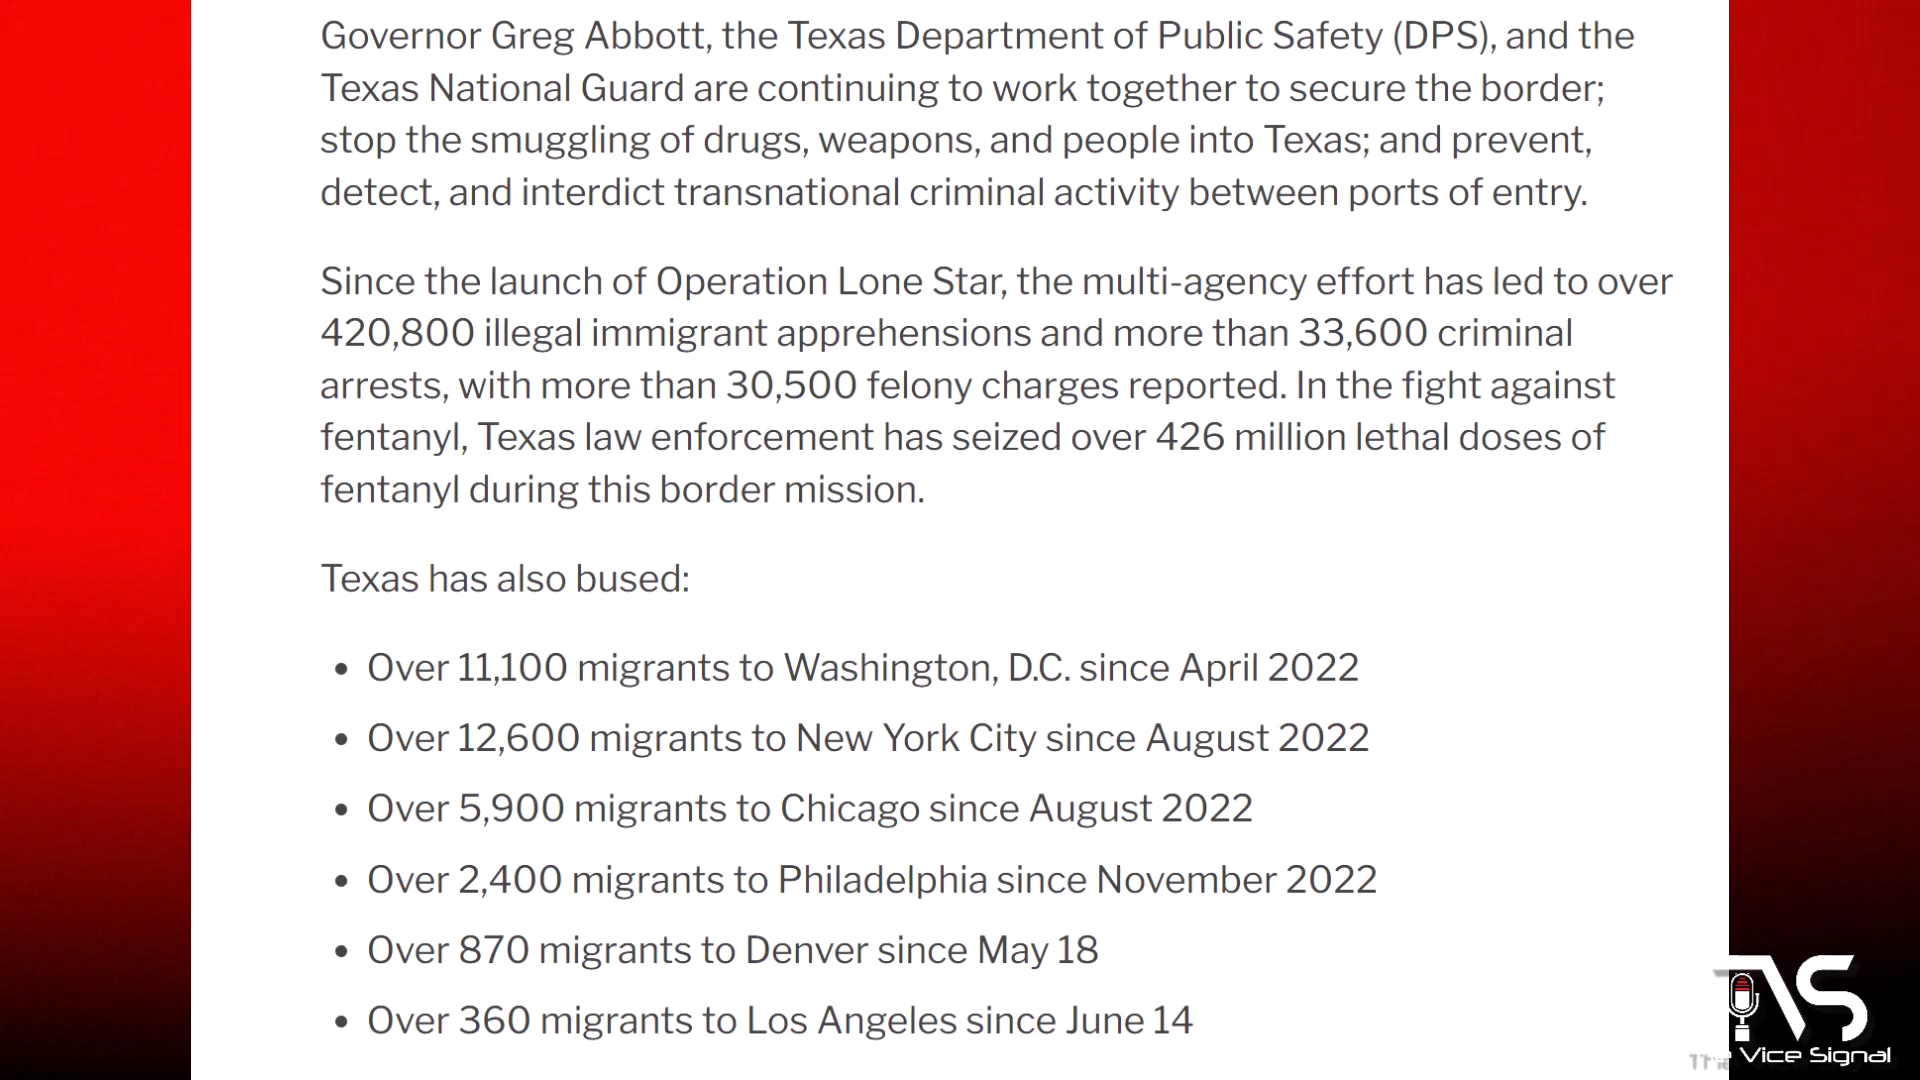 Governor Greg Abbott, the Texas Department of Public Safety (DPS), and the
Texas National Guard are continuing to work together to secure the border;
stop the smuggling of drugs, weapons, and people into Texas; and prevent,
detect, and interdict transnational criminal activity between ports of entry.
Since the launch of Operation Lone Star, the multi-agency effort has led to over
420,800 illegal immigrant apprehensions and more than 33,600 criminal
arrests, with more than 30,500 felony charges reported. In the fight against
fentanyl, Texas law enforcement has seized over 426 million lethal doses of
fentanyl during this border mission.
Texas has also bused:
• Over 11,100 migrants to Washington, D.C. since April 2022
• Over 12,600 migrants to New York City since August 2022
• Over 5,900 migrants to Chicago since August 2022
• Over 2,400 migrants to Philadelphia since November 2022
• Over 870 migrants to Denver since May 18
• Over 360 migrants to Los Angeles since June 14
TVS
The Vice Signal